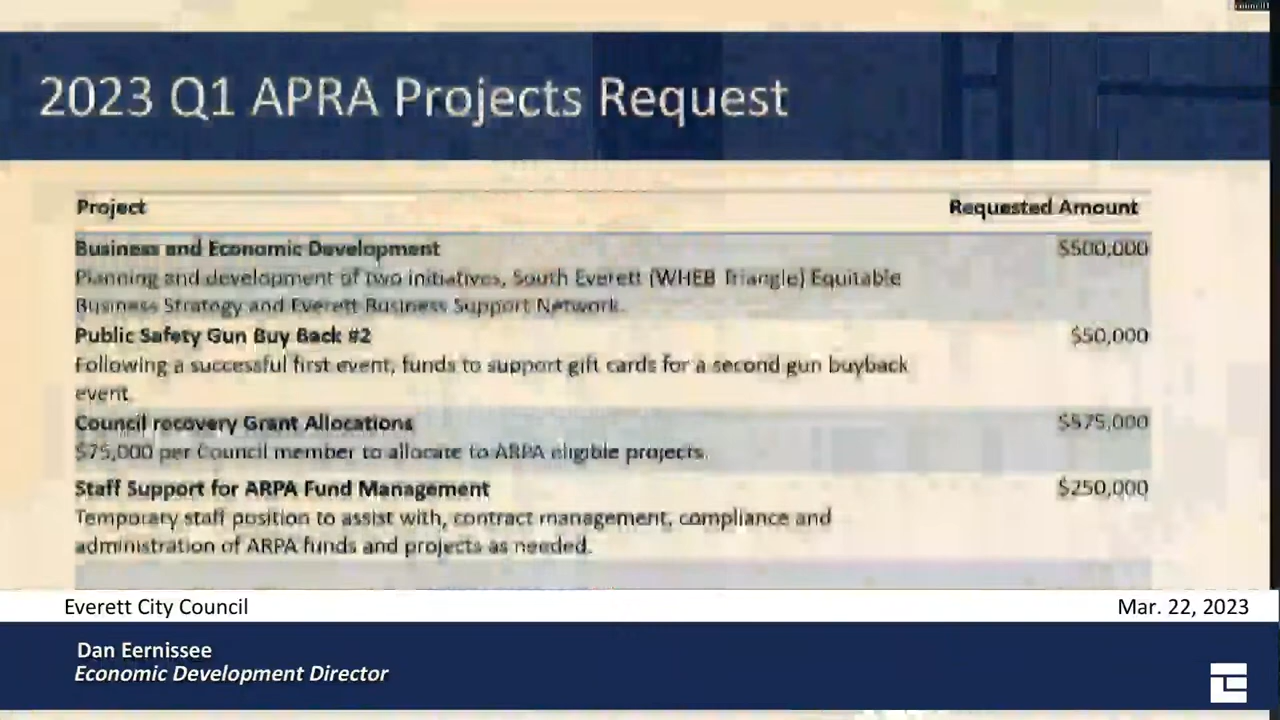 2023 Q1 APRA Projects Request
Project Requested Amount
Business and Economic Development $500,000
Planning and development of two initiatives, South Everett (WHEB Triangle) Equitable
Business Strategy and Everett Business Support Network.
Public Safety Gun Buy Back #2 $50,000
Following a successful first event, funds to support gift cards for a second gun buyback
event.
Council recovery Grant Allocations $575,000
$75,000 per Council member to allocate to ARPA eligible projects.
Staff Support for ARPA Fund Management $250,000
Temporary staff position to assist with, contract management, compliance and
administration of ARPA funds and projects as needed.
Everett City Council Mar. 22, 2023
Dan Eernissee
Economic Development Director